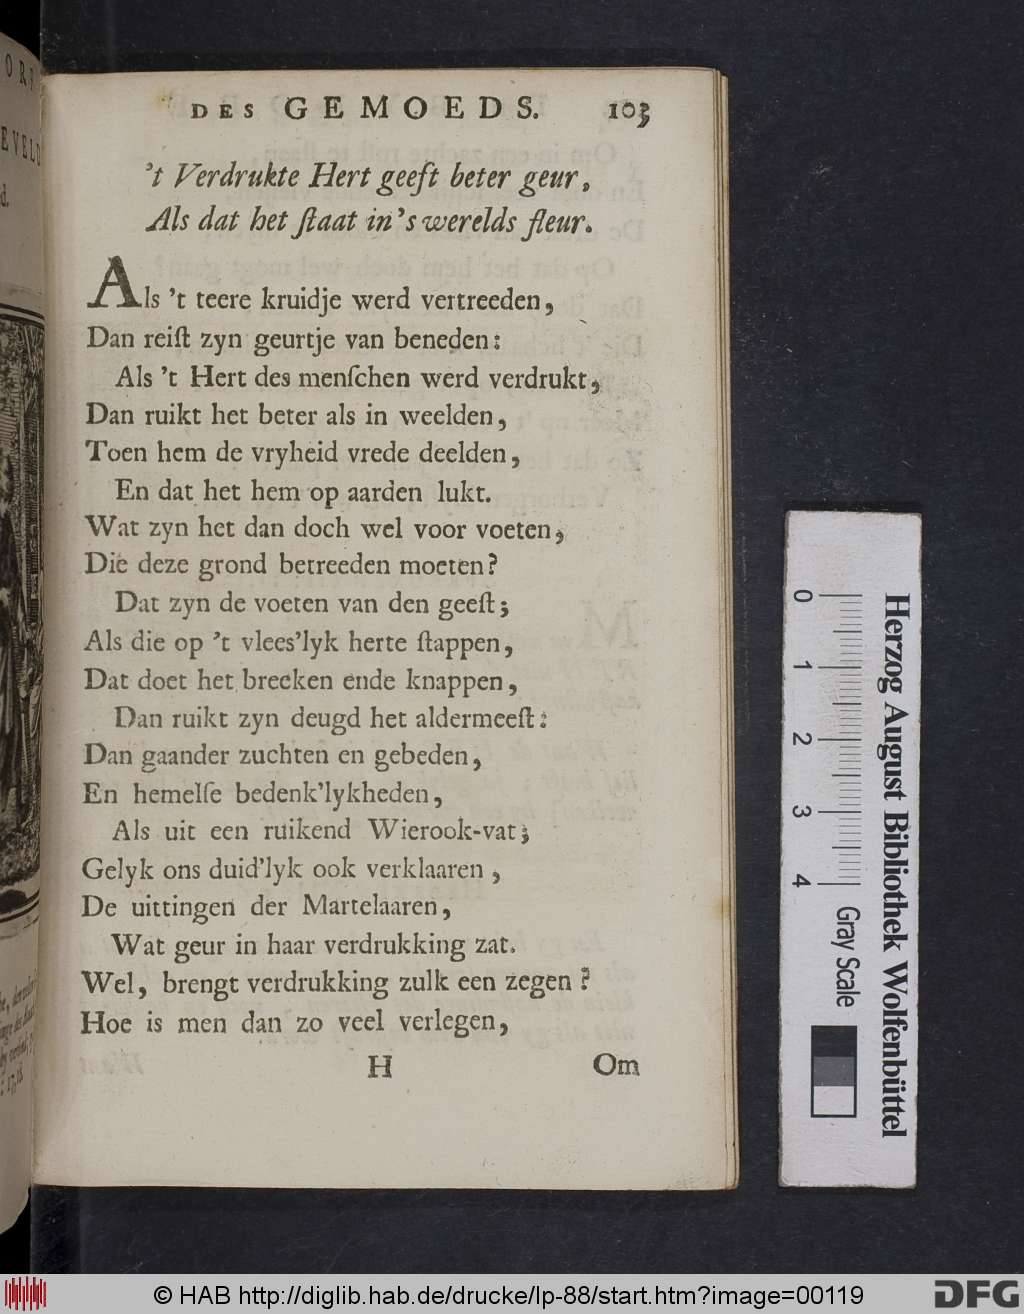 DES GEMOEDS. 103
't Verdrukte Hert geeft beter geur,
Als dat het ſtaat in 's werelds fleur.
Als 't teere kruidje werd vertreeden,
Dan reiſt zyn geurtje van beneden:
Als 't Hert des menſchen werd verdrukt,
Dan ruikt het beter als in weelden,
Toen hem de vryheid vrede deelden,
En dat het hem op aarden lukt.
Wat zyn het dan doch wel voor voeten,
Die deze grond betreeden moeten?
Dat zyn de voeten van den geeſt;
Als die op 't vlees'lyk herte ſtappen,
Dat doet het breeken ende knappen,
Dan ruikt zyn deugd het aldermeeſt:
Dan gaander zuchten en gebeden,
En hemelſe bedenk'lykheden,
Als uit een ruikend Wierook-vat;
Gelyk ons duid'lyk ook verklaaren,
De uittingen der Martelaaren,
Wat geur in haar verdrukking zat.
Wel, brengt verdrukking zulk een zegen?
Hoe is men dan zo veel verlegen,
H Om
0 1 2 3 4
Gray Scale
Herzog August Bibliothek Wolfenbüttel
© HAB http://diglib.hab.de/drucke/lp-88/start.htm?image=00119
DFG